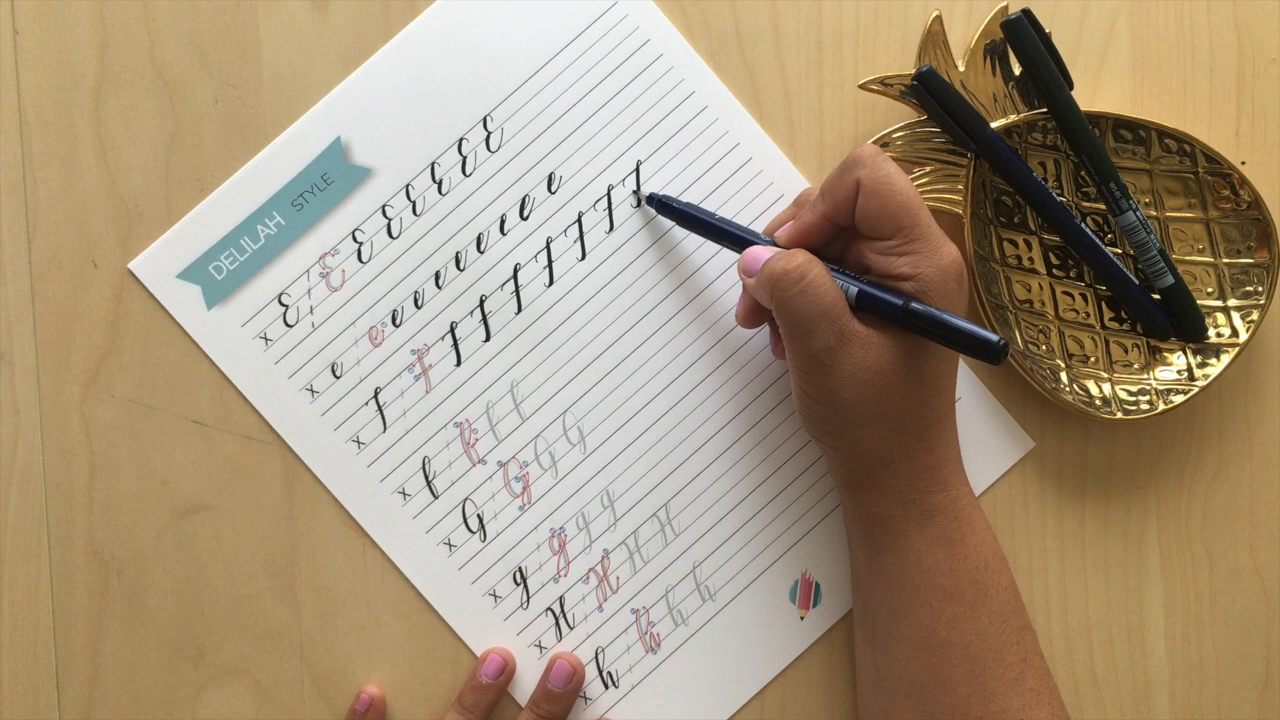 DELILAH STYLE
x E E E E E E E E
x e e e e e e e e e e
x F F F F F F F F F
x f f f f
x G G G G
x g g g g
x H H H H
x h h h h